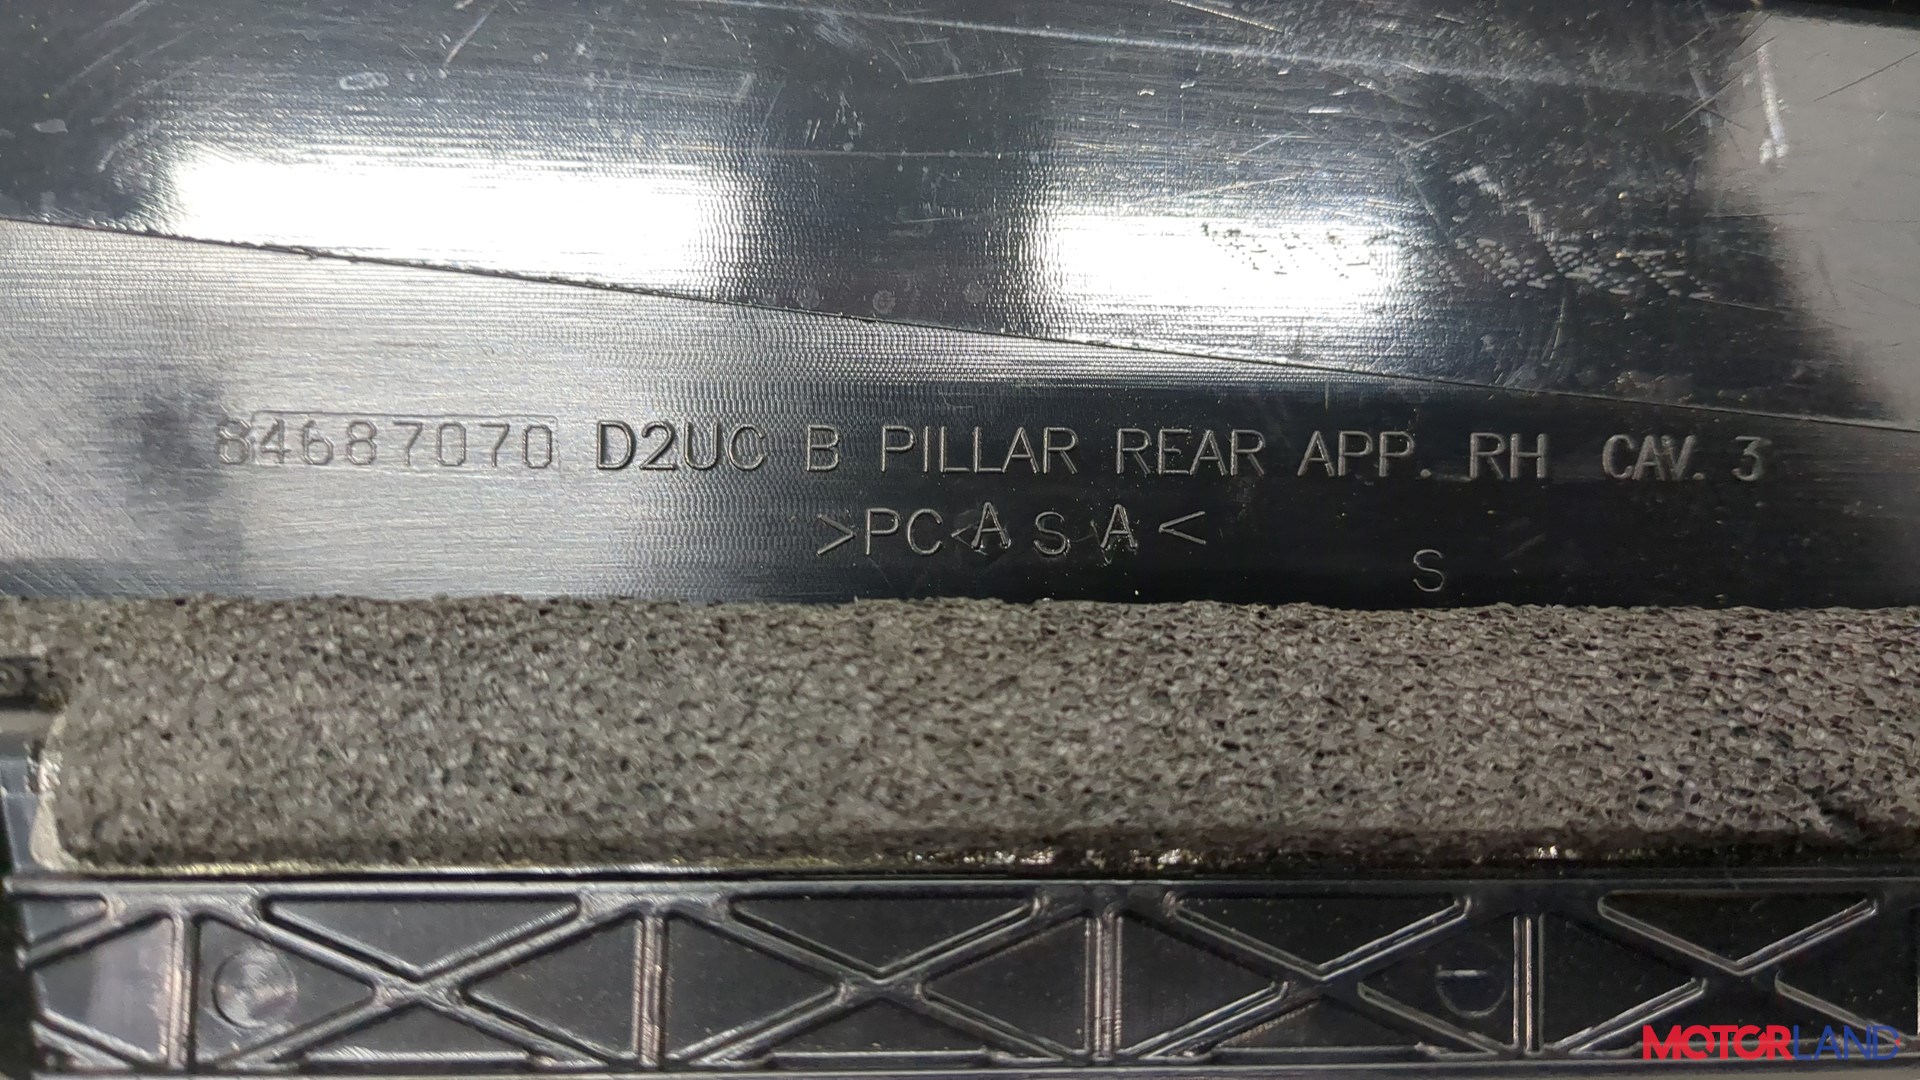 84687070 D2UC B PILLAR REAR APP. RH CAV. 3
>PC<ASA<
S
MOTORLAND